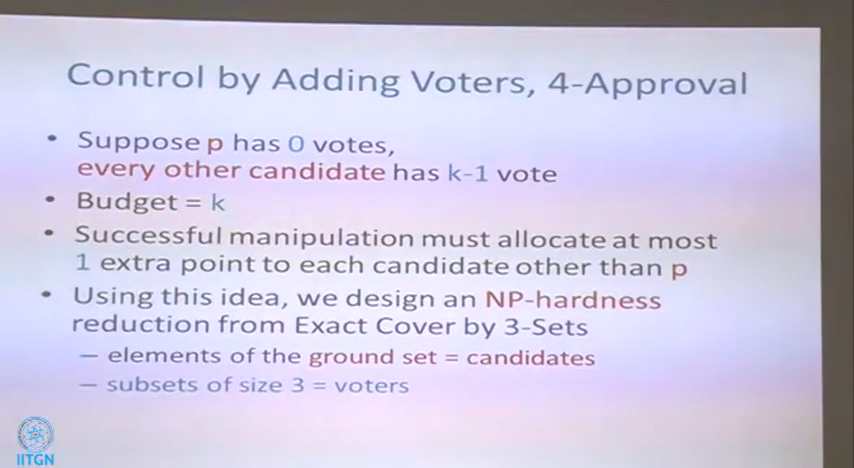 Control by Adding Voters, 4-Approval
• Suppose p has 0 votes,
every other candidate has k-1 vote
• Budget = k
• Successful manipulation must allocate at most
1 extra point to each candidate other than p
• Using this idea, we design an NP-hardness
reduction from Exact Cover by 3-Sets
– elements of the ground set = candidates
– subsets of size 3 = voters
IITGN